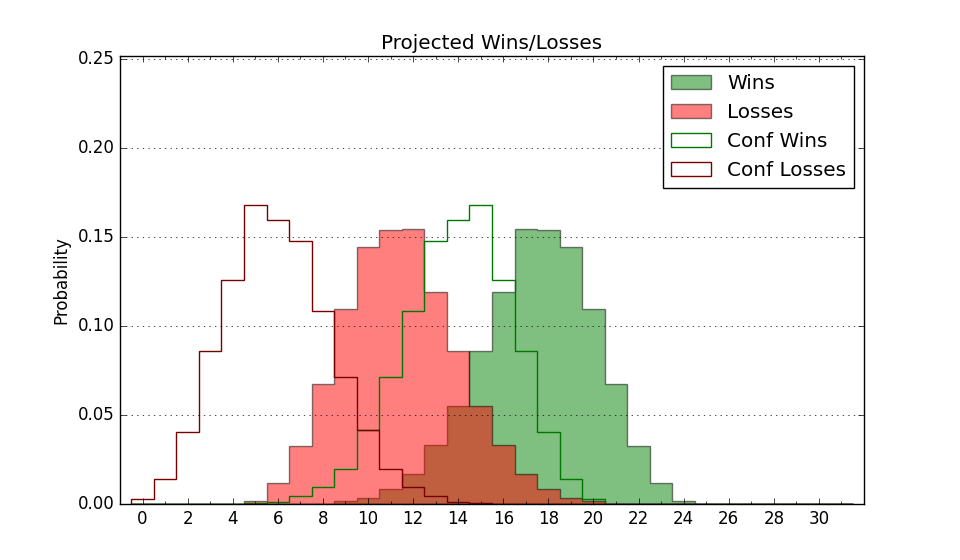 Projected Wins/Losses
Wins
Losses
Conf Wins
Conf Losses
Probability
0.25
0.20
0.15
0.10
0.05
0.00
0 2 4 6 8 10 12 14 16 18 20 22 24 26 28 30